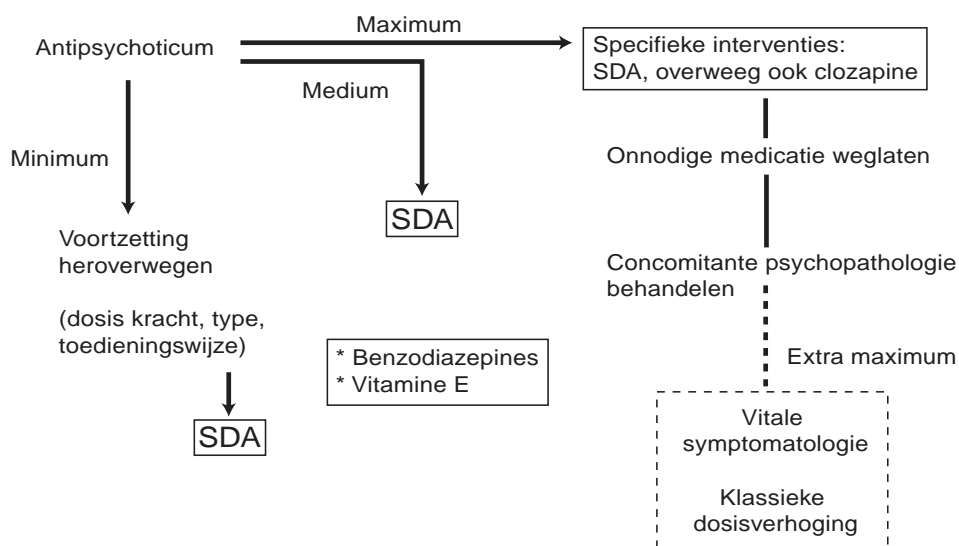 Maximum
Antipsychoticum
Specifieke interventies:
SDA, overweeg ook clozapine
Medium
Minimum
Onnodige medicatie weglaten
SDA
Voortzetting
heroverwegen
Concomitante psychopathologie
behandelen
(dosis kracht, type,
toedieningswijze)
* Benzodiazepines
* Vitamine E
Extra maximum
SDA
Vitale
symptomatologie
Klassieke
dosisverhoging